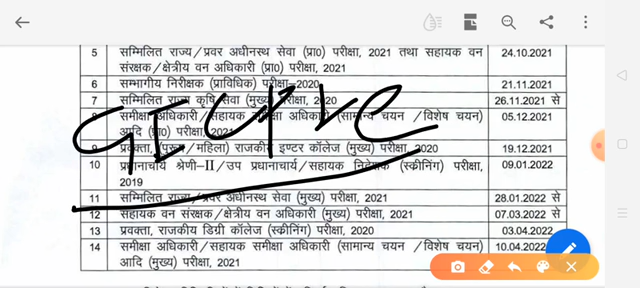 5 सम्मिलित राज्य/प्रवर अधीनस्थ सेवा (प्रा0) परीक्षा, 2021 तथा सहायक वन 24.10.2021
संरक्षक/क्षेत्रीय वन अधिकारी (प्रा0) परीक्षा, 2021
6 सम्भागीय निरीक्षक (प्राविधिक) परीक्षा-2020 21.11.2021
7 सम्मिलित राज्य कृषि सेवा (मुख्य) परीक्षा, 2020 26.11.2021 से
8 समीक्षा अधिकारी/सहायक समीक्षा अधिकारी (सामान्य चयन /विशेष चयन) 05.12.2021
आदि (प्रा0) परीक्षा, 2021
9 प्रवक्ता, (पुरूष/महिला) राजकीय इण्टर कॉलेज (मुख्य) परीक्षा, 2020 19.12.2021
10 प्रधानाचार्य श्रेणी-II/उप प्रधानाचार्य/सहायक निदेशक (स्क्रीनिंग) परीक्षा, 09.01.2022
2019
11 सम्मिलित राज्य/प्रवर अधीनस्थ सेवा (मुख्य) परीक्षा, 2021 28.01.2022 से
12 सहायक वन संरक्षक/क्षेत्रीय वन अधिकारी (मुख्य) परीक्षा, 2021 07.03.2022 से
13 प्रवक्ता, राजकीय डिग्री कॉलेज (स्क्रीनिंग) परीक्षा, 2020 03.04.2022
14 समीक्षा अधिकारी/सहायक समीक्षा अधिकारी (सामान्य चयन /विशेष चयन) 10.04.2022
आदि (मुख्य) परीक्षा, 2021